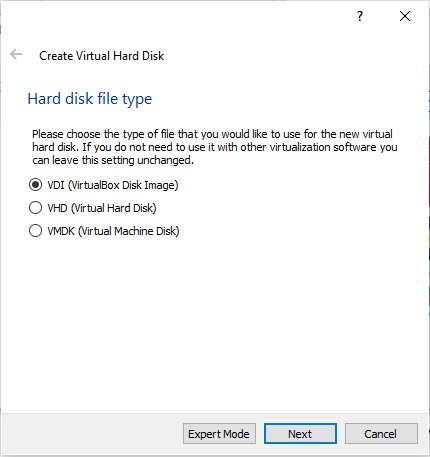 ?
Create Virtual Hard Disk
Hard disk file type
Please choose the type of file that you would like to use for the new virtual
hard disk. If you do not need to use it with other virtualization software you
can leave this setting unchanged.
VDI (VirtualBox Disk Image)
VHD (Virtual Hard Disk)
VMDK (Virtual Machine Disk)
Expert Mode Next Cancel